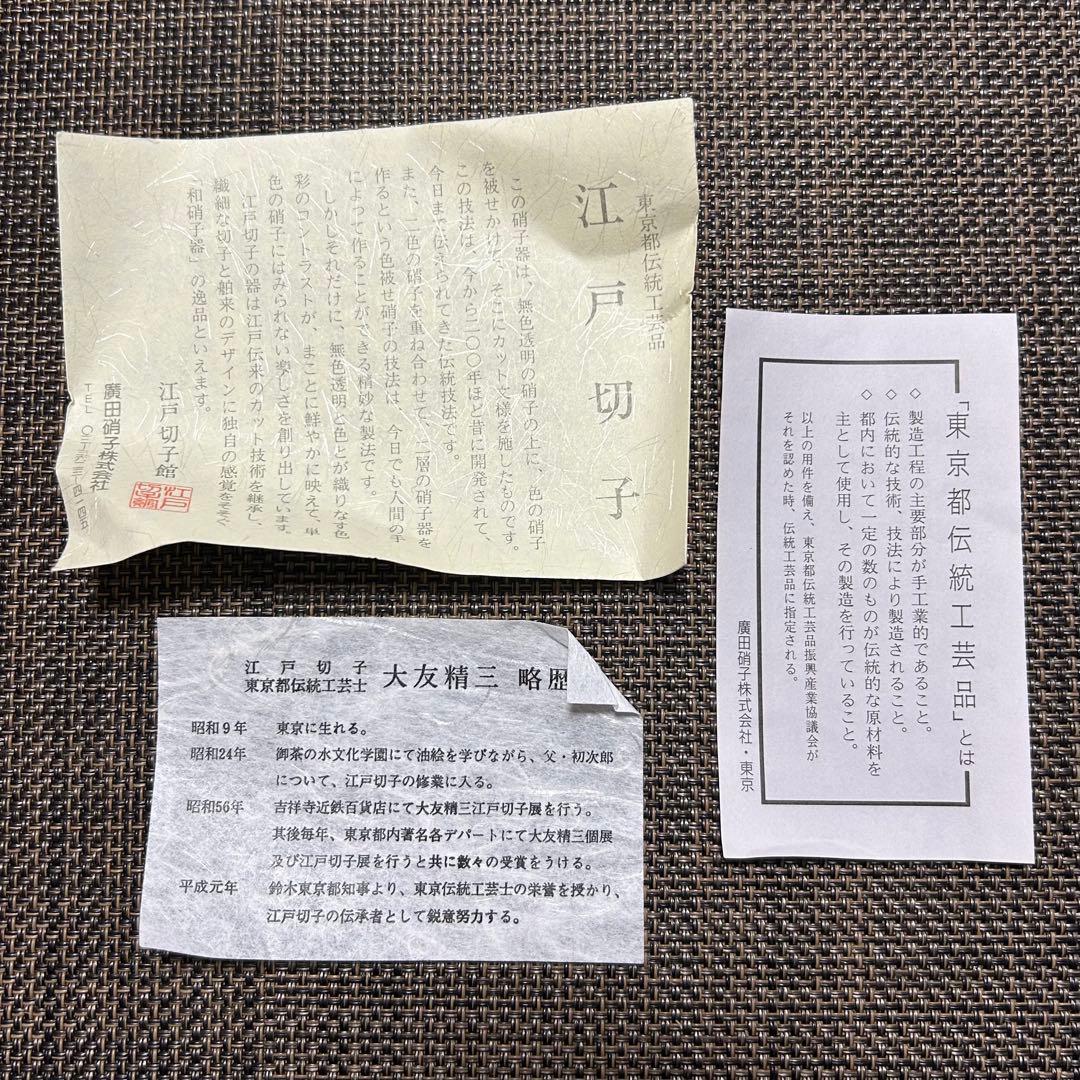 東京都伝統工芸品
江戸切子
この硝子器は、無色透明の硝子の上に、色の硝子
を被せかけて、そこにカット文様を施したものです。
この技法は、今から二〇〇年ほど昔に開発されて、
今日まで伝えられてきた伝統技法です。
また、二色の硝子を重ね合わせて、二層の硝子器を
作るという色被せ硝子の技法は、今日でも人間の手
によって作ることができる精妙な製法です。
しかしそれだけに、無色透明と色とが織りなす色
彩のコントラストが、まことに鮮やかに映えて、単
色の硝子にはみられない楽しさを創り出しています。
江戸切子の器は江戸伝来のカット技術を継承し、
繊細な切子と舶来のデザインに独自の感覚をそそぐ、
「和硝子器」の逸品といえます。
江戸切子館
廣田硝子株式会社
「東京都伝統工芸品」とは
◇ 製造工程の主要部分が手工業的であること。
◇ 伝統的な技術、技法により製造されること。
◇ 都内において一定の数のものが伝統的な原材料を
主として使用し、その製造を行っていること。
以上の用件を備え、東京都伝統工芸品振興産業協議会が
それを認めた時、伝統工芸品に指定される。
廣田硝子株式会社・東京
江戸切子
東京都伝統工芸士 大友精三 略歴
昭和9年 東京に生れる。
昭和24年 御茶の水文化学園にて油絵を学びながら、父・初次郎
について、江戸切子の修業に入る。
昭和56年 吉祥寺近鉄百貨店にて大友精三江戸切子展を行う。
其後毎年、東京都内著名各デパートにて大友精三個展
及び江戸切子展を行うと共に数々の受賞をうける。
平成元年 鈴木東京都知事より、東京伝統工芸士の栄誉を授かり、
江戸切子の伝承者として鋭意努力する。